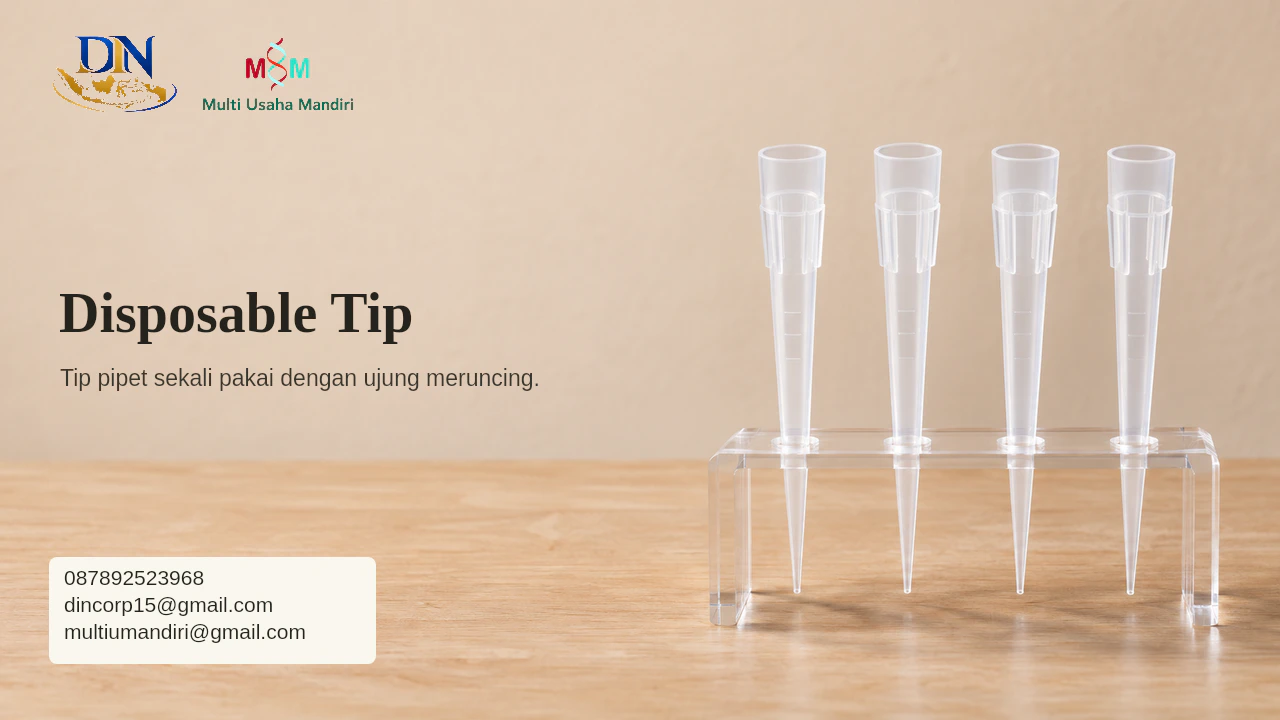 DIN
MSM
Multi Usaha Mandiri
Disposable Tip
Tip pipet sekali pakai dengan ujung meruncing.
087892523968
dincorp15@gmail.com
multiumandiri@gmail.com